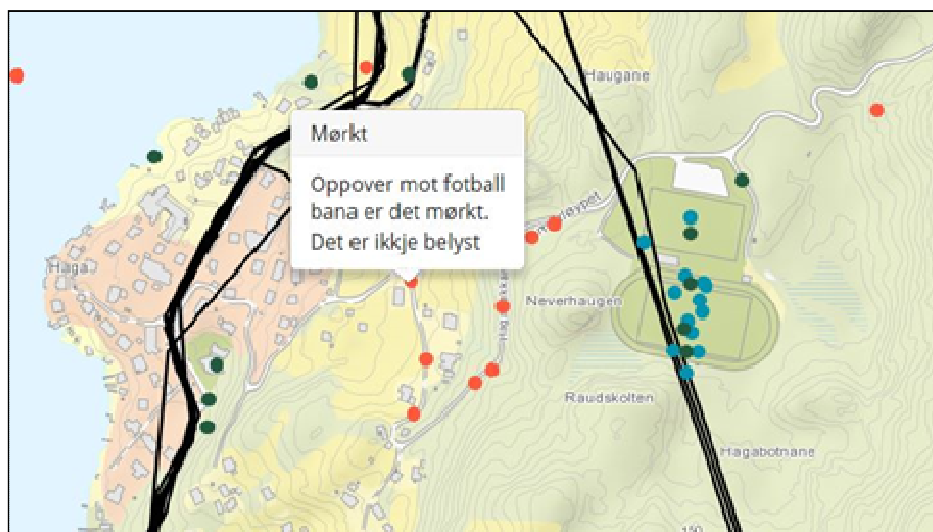 Haugane
Mørkt
Oppover mot fotball
bana er det mørkt.
Det er ikkje belyst
Haga
Neverhaugen
Raudskolten
Hagabotnane
150